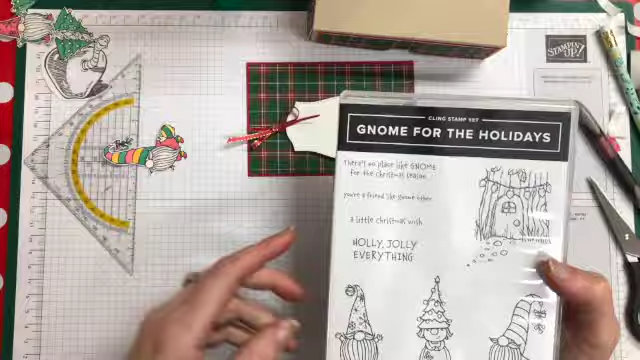 STAMPIN' UP!
CLING STAMP SET
GNOME FOR THE HOLIDAYS
There's no place like GNOME
for the christmas season
you're a friend like gnome other
a little christmas wish
HOLLY, JOLLY
EVERYTHING